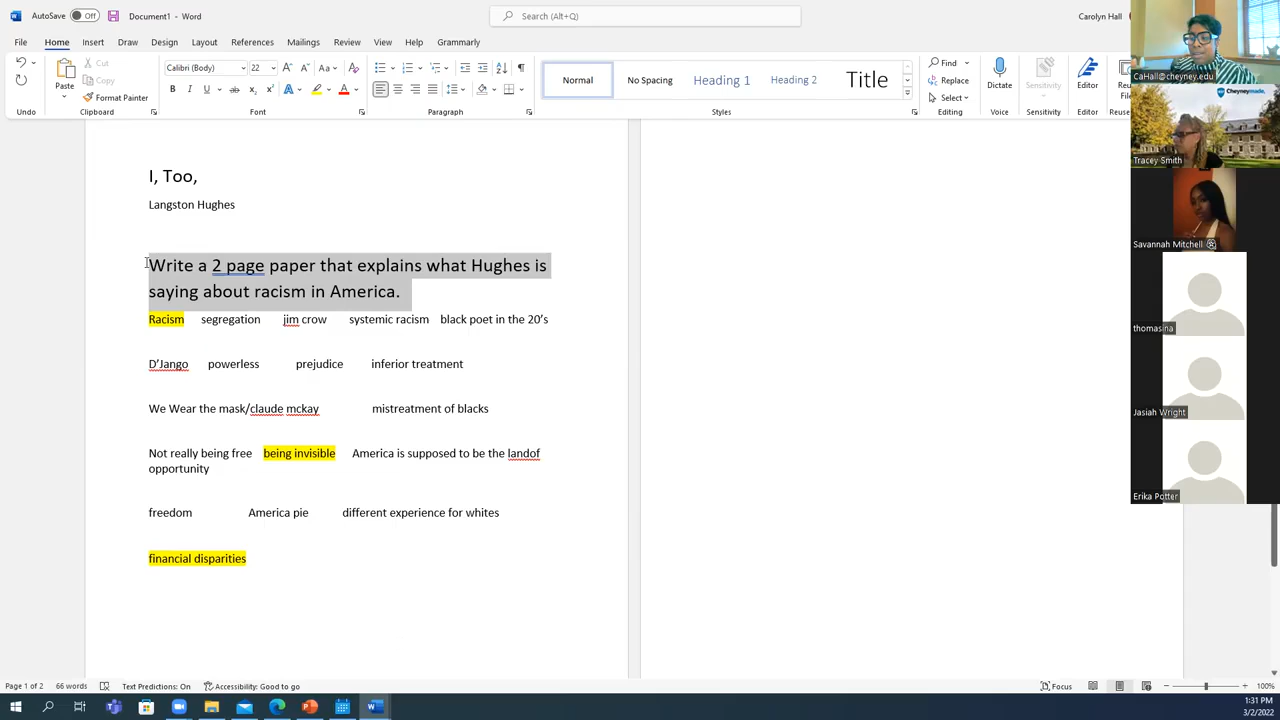 AutoSave Off Document1 - Word Search (Alt+Q) Carolyn Hall
File Home Insert Draw Design Layout References Mailings Review View Help Grammarly
Cut
Copy
Format Painter
Paste
Calibri (Body) 22
Normal No Spacing Heading 1 Heading 2 Title
Find
Replace
Select
Dictate Sensitivity Editor
Undo Clipboard Font Paragraph Styles Editing Voice Sensitivity Editor
I, Too,
Langston Hughes
Write a 2 page paper that explains what Hughes is
saying about racism in America.
Racism segregation jim crow systemic racism black poet in the 20's
D'Jango powerless prejudice inferior treatment
We Wear the mask/claude mckay mistreatment of blacks
Not really being free being invisible America is supposed to be the landof
opportunity
freedom America pie different experience for whites
financial disparities
CaHall@cheyney.edu
Cheyneymade.
Tracey Smith
Savannah Mitchell
thomasina
Jasiah Wright
Erika Potter
Page 1 of 2 66 words Text Predictions: On Accessibility: Good to go Focus 100%
1:31 PM
3/2/2022